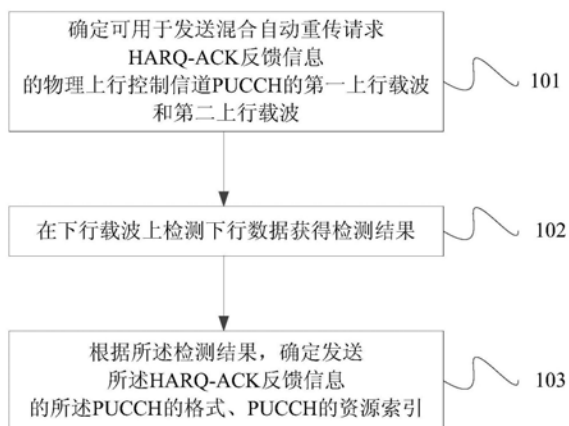 确定可用于发送混合自动重传请求
HARQ-ACK反馈信息
的物理上行控制信道PUCCH的第一上行载波
和第二上行载波
101
在下行载波上检测下行数据获得检测结果
102
根据所述检测结果，确定发送
所述HARQ-ACK反馈信息
的所述PUCCH的格式、PUCCH的资源索引
103